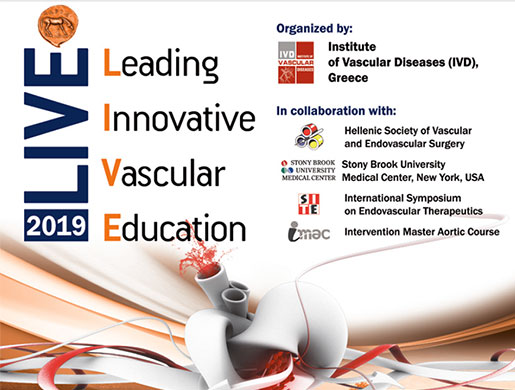 LIVE
2019
Leading
Innovative
Vascular
Education
Organized by:
IVD
INSTITUTE OF
VASCULAR
DISEASES
Institute
of Vascular Diseases (IVD),
Greece
In collaboration with:
Hellenic Society of Vascular
and Endovascular Surgery
STONY BROOK
UNIVERSITY
MEDICAL CENTER
Stony Brook University
Medical Center, New York, USA
SITE
International Symposium
on Endovascular Therapeutics
imac
Intervention Master Aortic Course